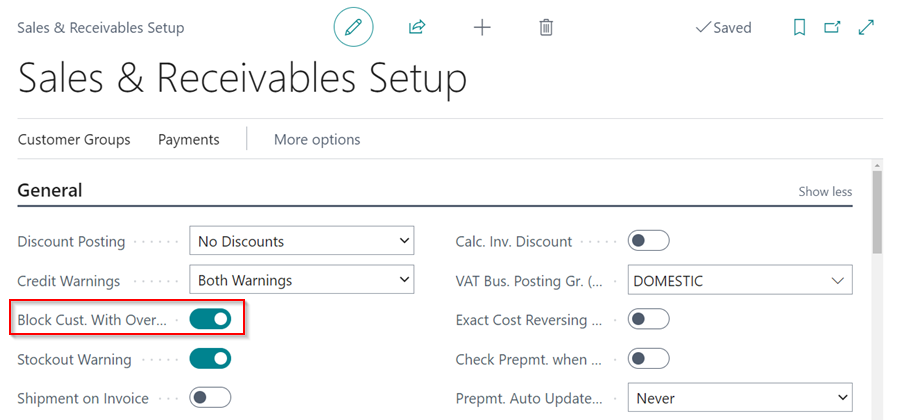 Sales & Receivables Setup
Saved
Sales & Receivables Setup
Customer Groups Payments More options
General Show less
Discount Posting No Discounts Calc. Inv. Discount
Credit Warnings Both Warnings VAT Bus. Posting Gr. (... DOMESTIC
Block Cust. With Over... Exact Cost Reversing ...
Stockout Warning Check Prepmt. when ...
Shipment on Invoice Prepmt. Auto Update... Never